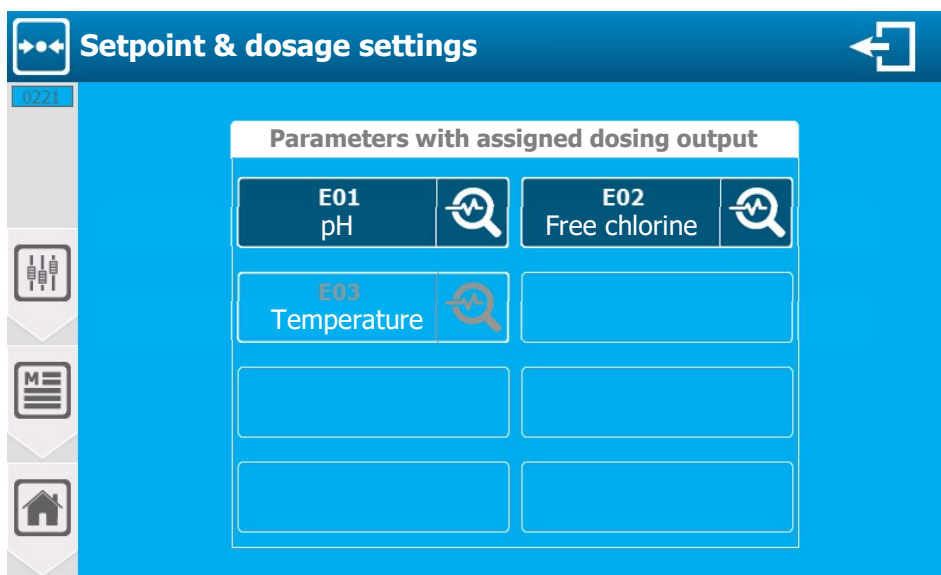 Setpoint & dosage settings
0221
Parameters with assigned dosing output
E01
pH
E02
Free chlorine
E03
Temperature
M